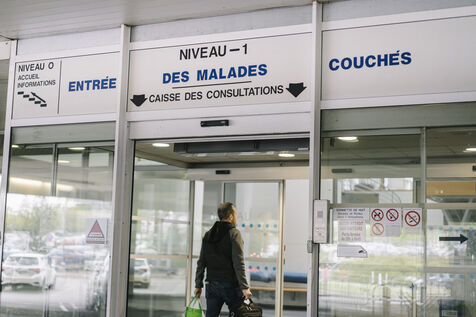 NIVEAU 0
ACCUEIL
INFORMATIONS
ENTRÉE
NIVEAU -1
DES MALADES
CAISSE DES CONSULTATIONS
COUCHÉS